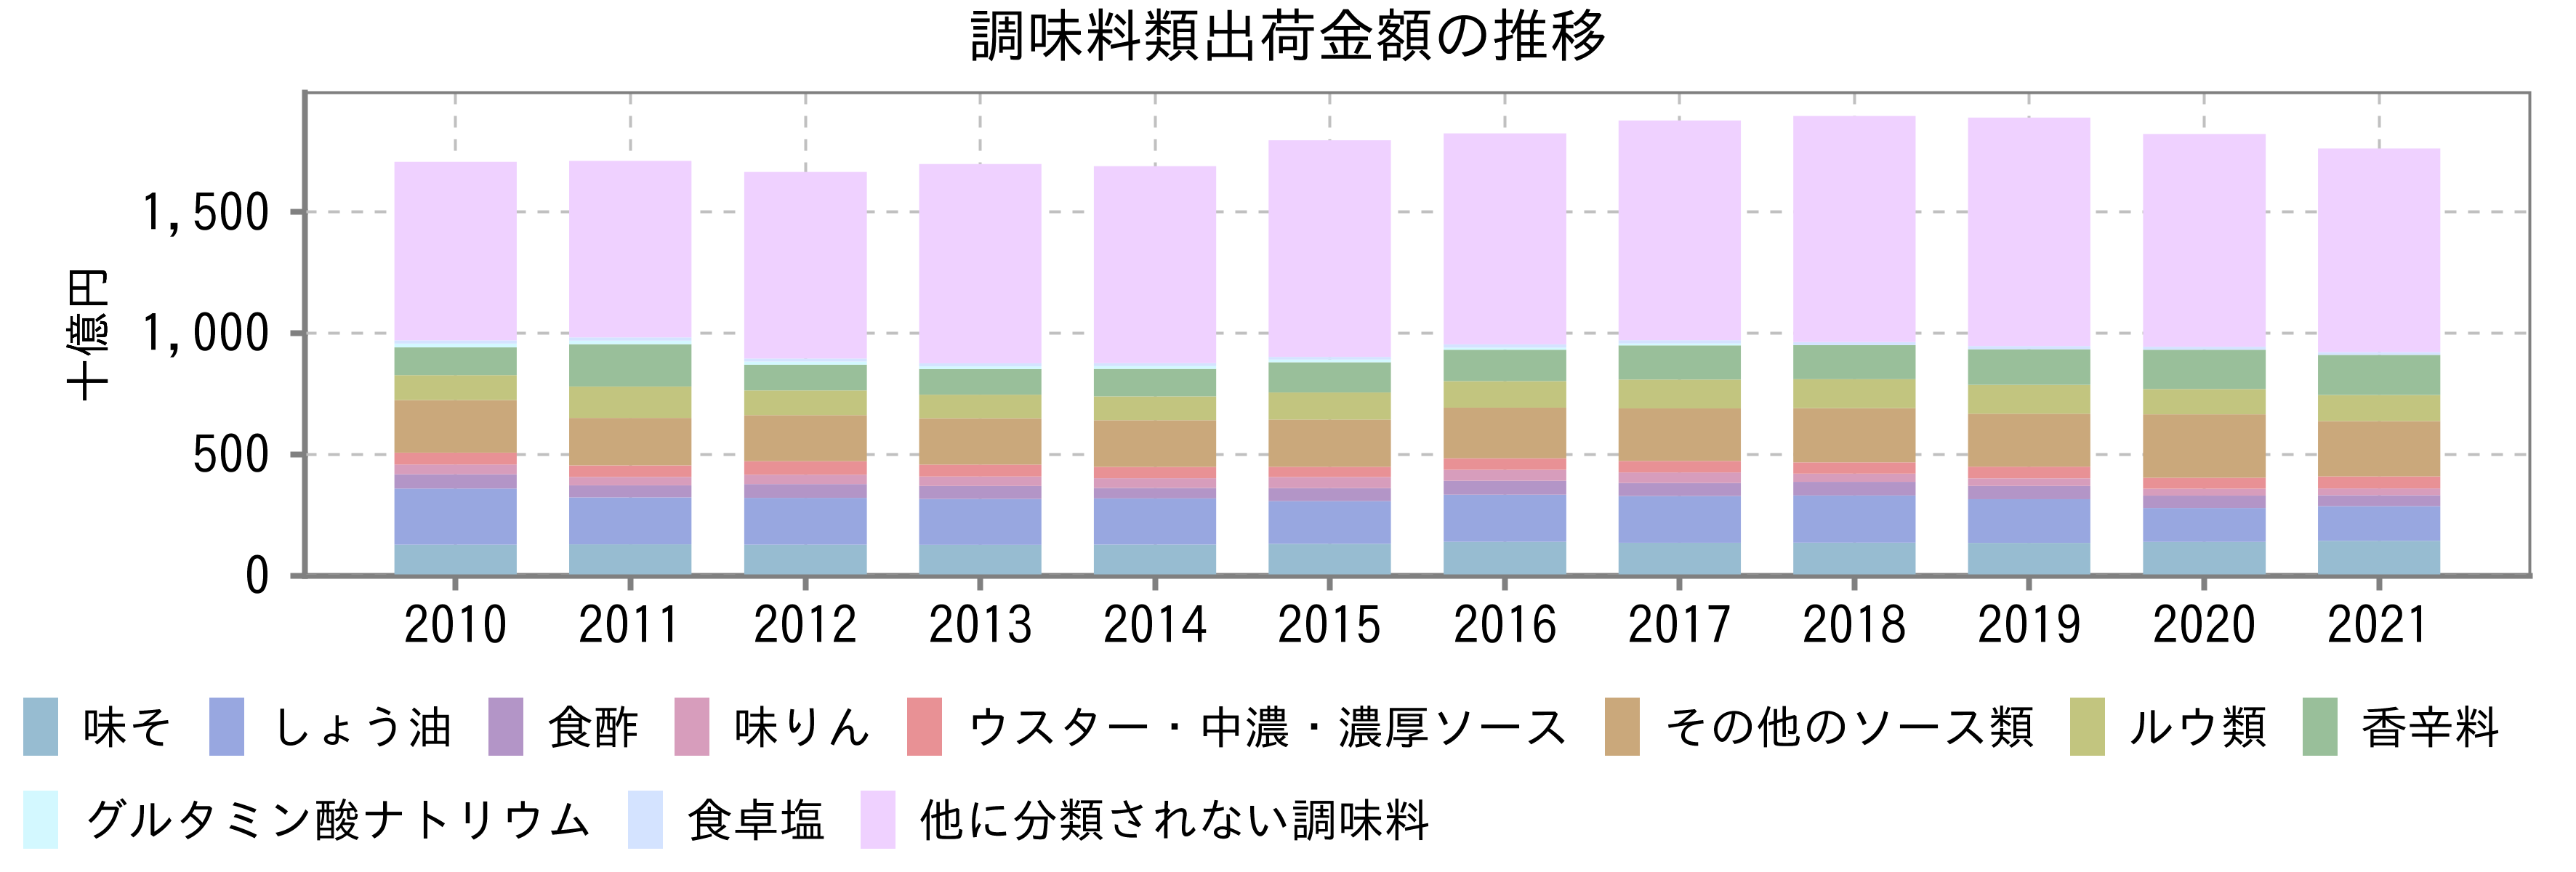 調味料類出荷金額の推移
十億円
1,500
1,000
500
0
2010 2011 2012 2013 2014 2015 2016 2017 2018 2019 2020 2021
味そ しょう油 食酢 味りん ウスター・中濃・濃厚ソース その他のソース類 ルウ類 香辛料
グルタミン酸ナトリウム 食卓塩 他に分類されない調味料